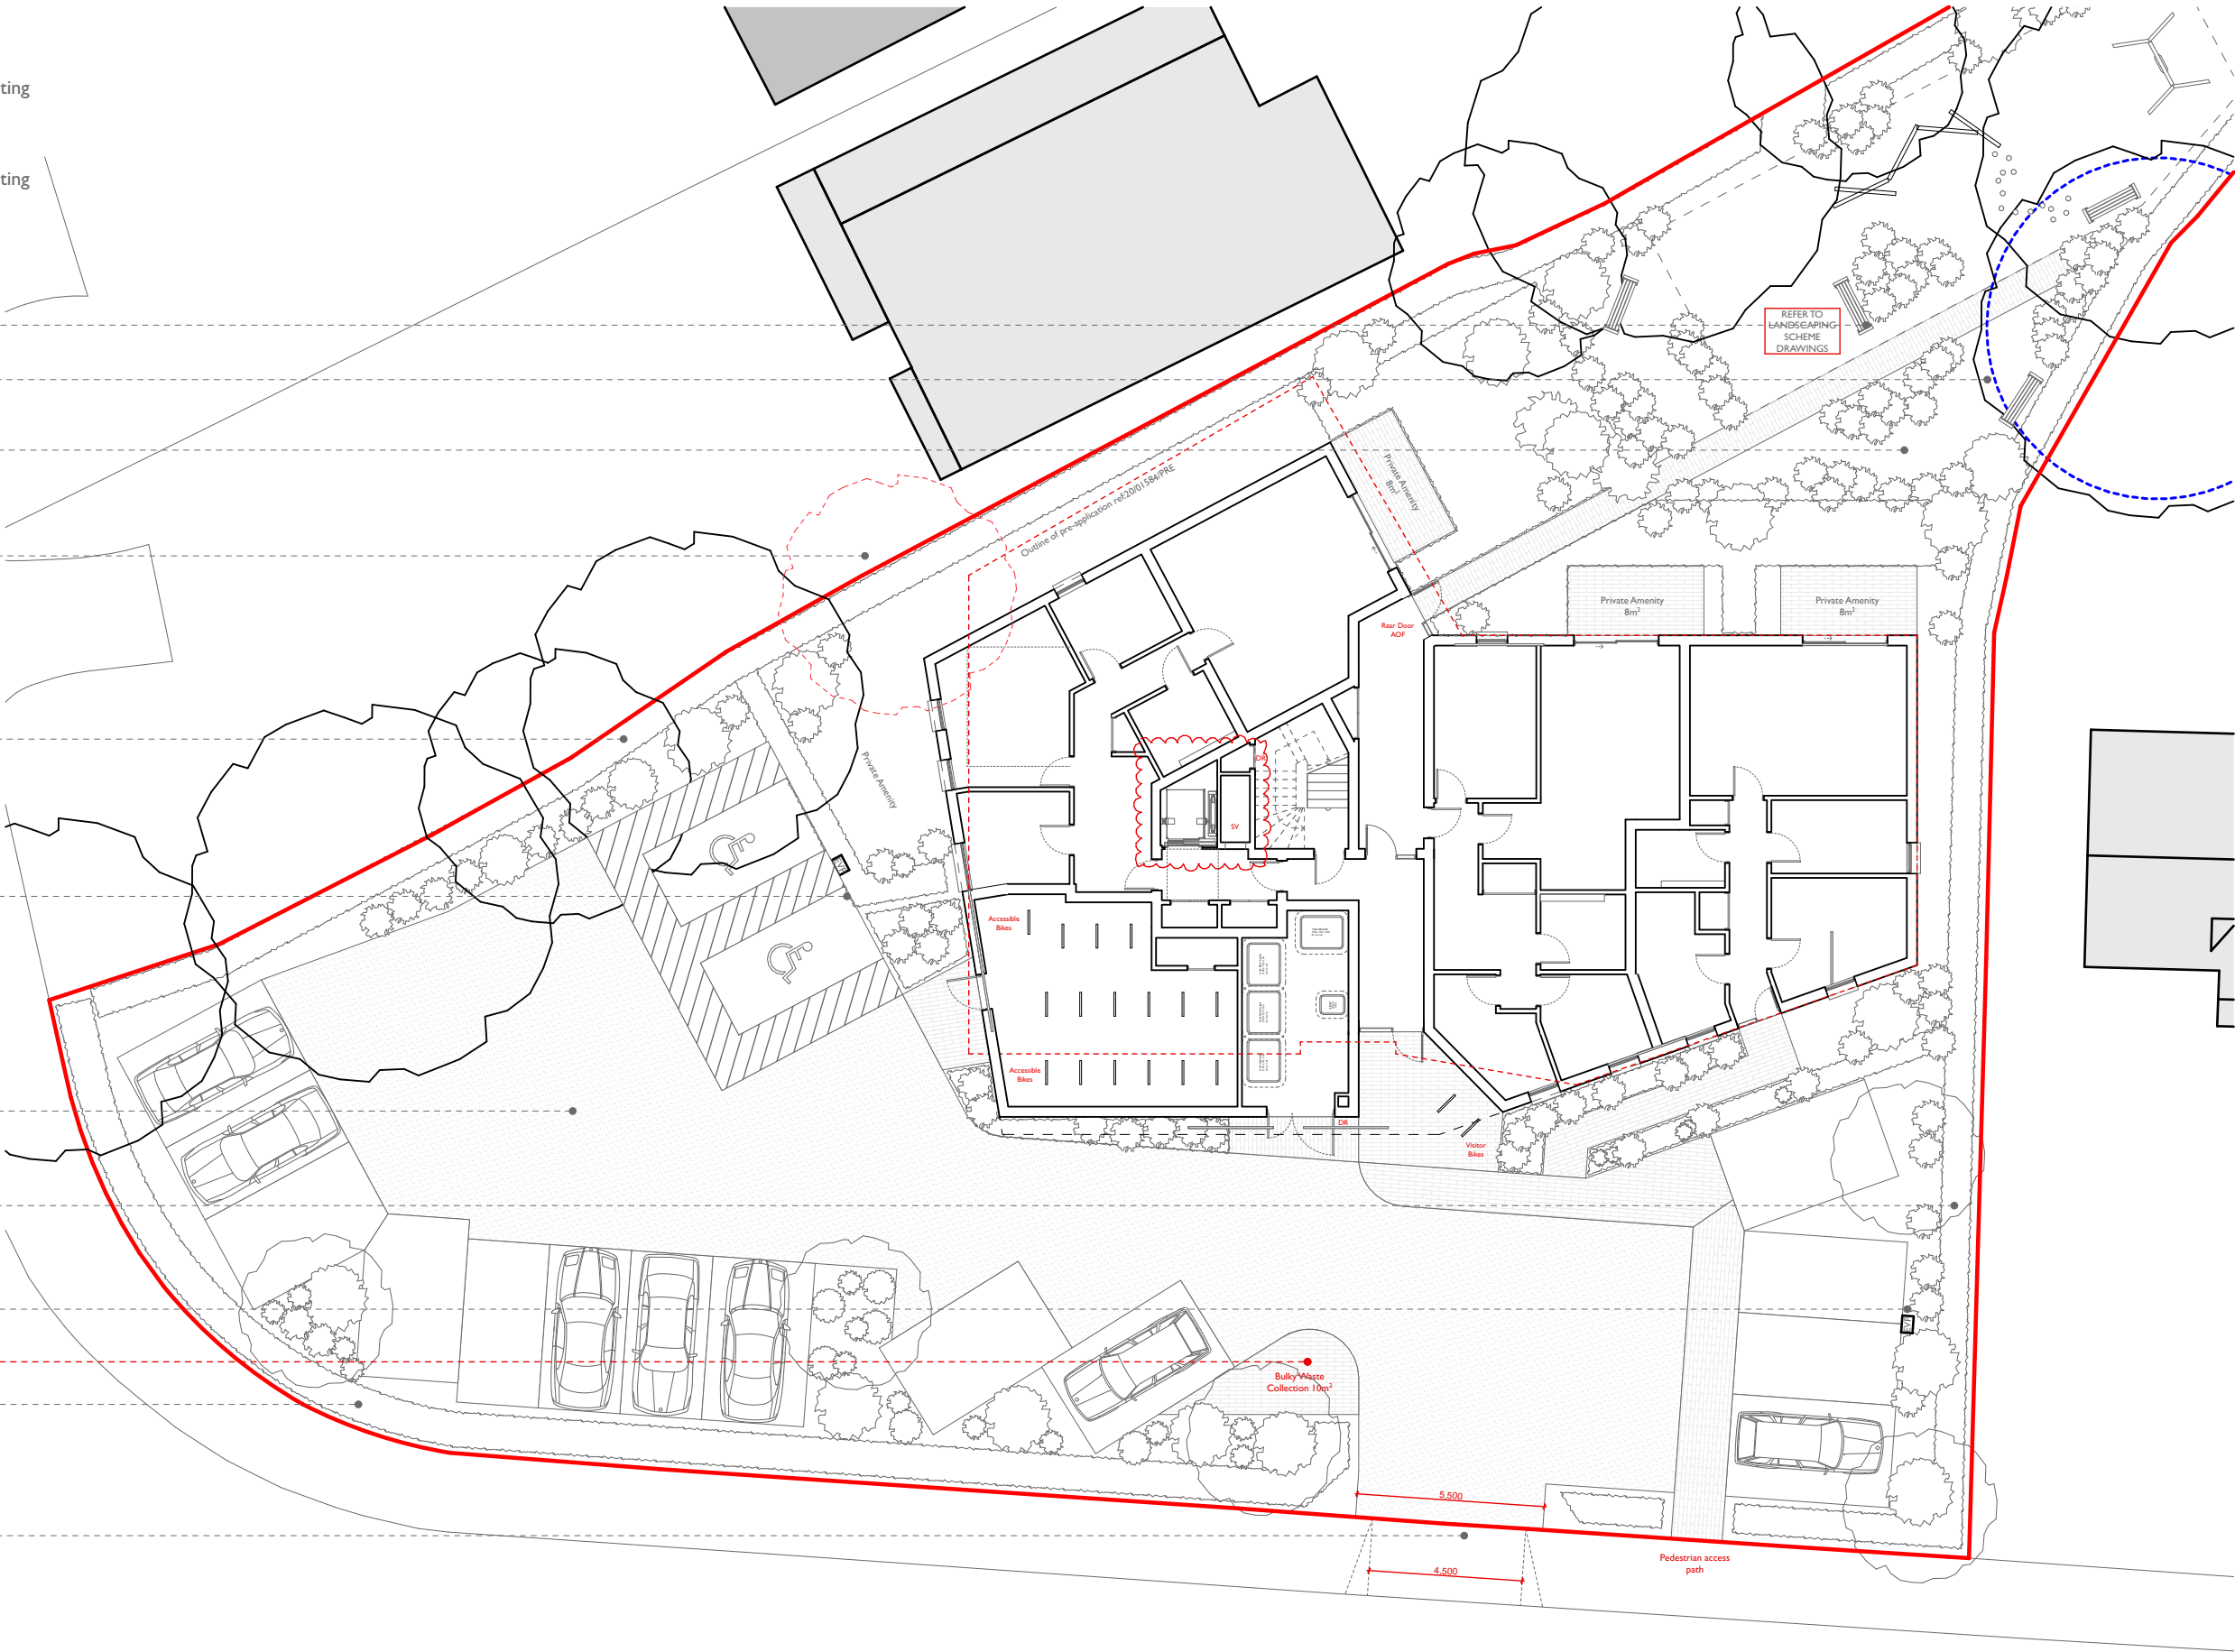 ting
ting
REFER TO
LANDSCAPING
SCHEME
DRAWINGS
Outline of pre-application ref:20/01584/PRE
Private Amenity
8m²
Private Amenity
8m²
Private Amenity
8m²
Rear Door
AOF
Private Amenity
DR
SV
EVP
Accessible
Bikes
Accessible
Bikes
DR
Visitor
Bikes
EVP
Bulky Waste
Collection 10m²
5,500
4,500
Pedestrian access
path